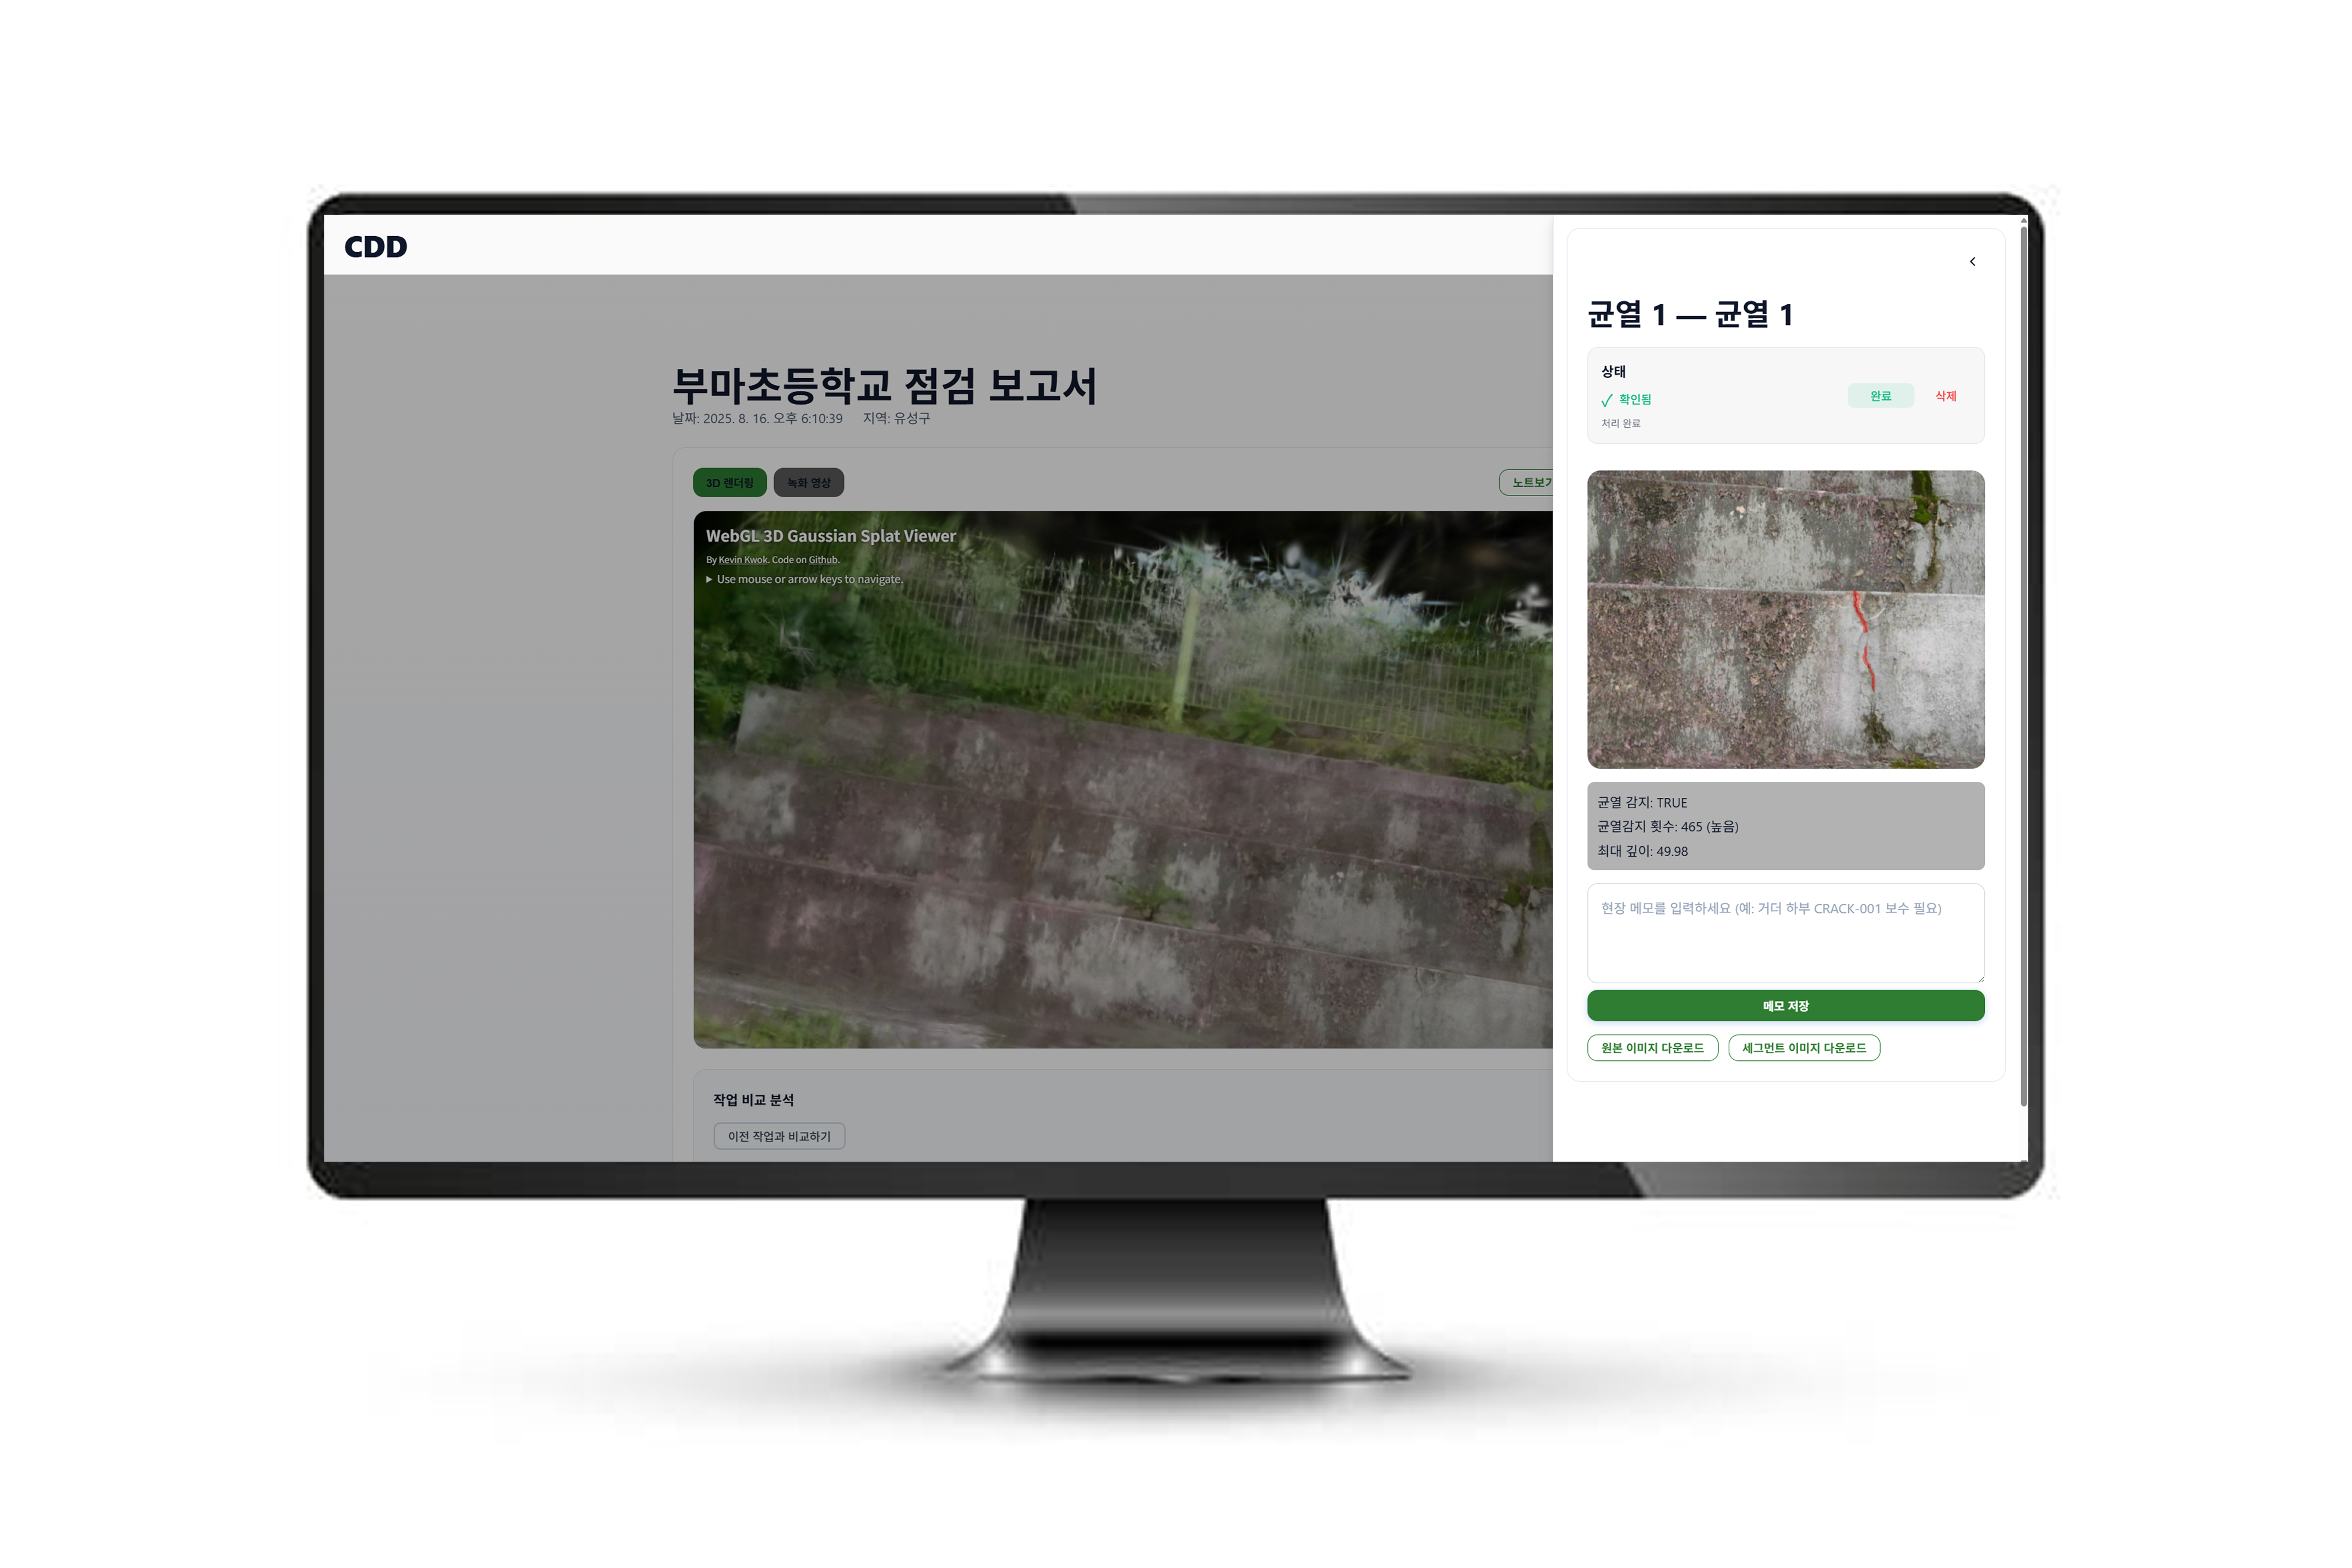 CDD
부마초등학교 점검 보고서
날짜: 2025. 8. 16. 오후 6:10:39 지역: 유성구
3D 렌더링 녹화 영상 노트보기
WebGL 3D Gaussian Splat Viewer
By Kevin Kwok. Code on Github.
▶ Use mouse or arrow keys to navigate.
작업 비교 분석
이전 작업과 비교하기
균열 1 — 균열 1
상태
✓ 확인됨
처리 완료
완료 삭제
균열 감지: TRUE
균열감지 횟수: 465 (높음)
최대 깊이: 49.98
현장 메모를 입력하세요 (예: 거더 하부 CRACK-001 보수 필요)
메모 저장
원본 이미지 다운로드 세그먼트 이미지 다운로드